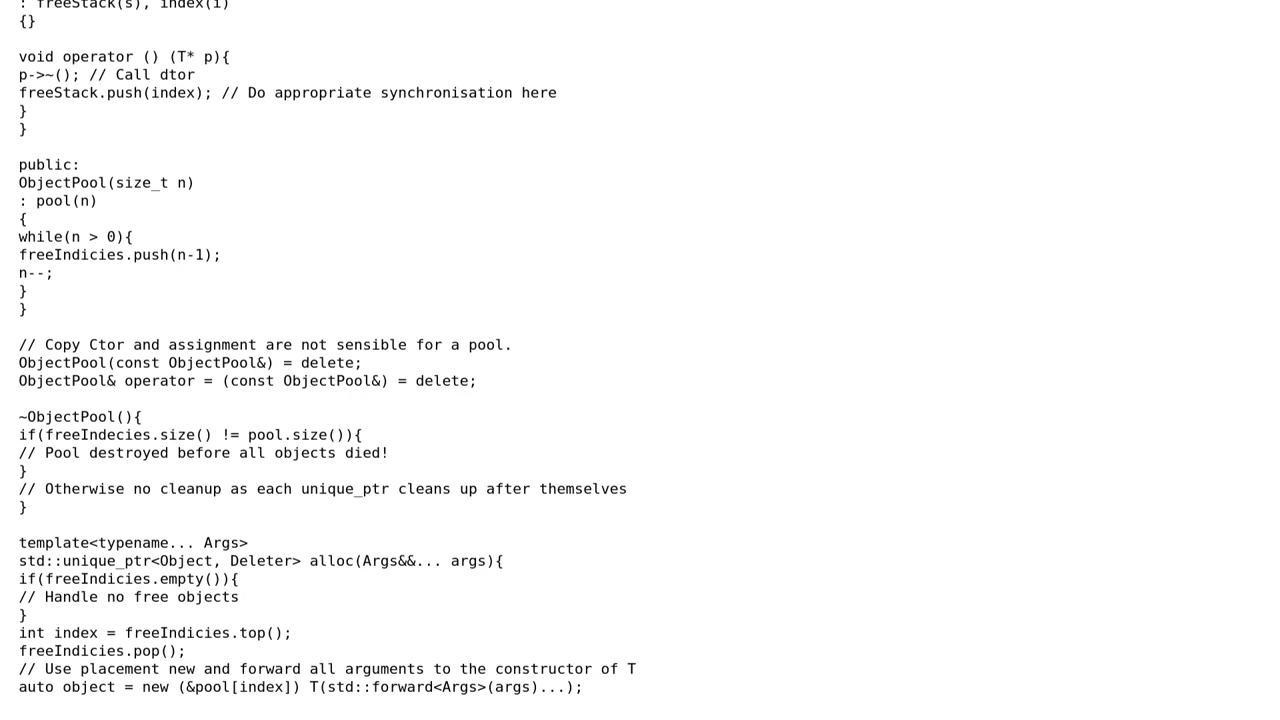 : freeStack(s), index(i)
{}
void operator () (T* p){
p->~(); // Call dtor
freeStack.push(index); // Do appropriate synchronisation here
}
}
public:
ObjectPool(size_t n)
: pool(n)
{
while(n > 0){
freeIndicies.push(n-1);
n--;
}
}
// Copy Ctor and assignment are not sensible for a pool.
ObjectPool(const ObjectPool&) = delete;
ObjectPool& operator = (const ObjectPool&) = delete;
~ObjectPool(){
if(freeIndecies.size() != pool.size()){
// Pool destroyed before all objects died!
}
// Otherwise no cleanup as each unique_ptr cleans up after themselves
}
template<typename... Args>
std::unique_ptr<Object, Deleter> alloc(Args&&... args){
if(freeIndicies.empty()){
// Handle no free objects
}
int index = freeIndicies.top();
freeIndicies.pop();
// Use placement new and forward all arguments to the constructor of T
auto object = new (&pool[index]) T(std::forward<Args>(args)...);